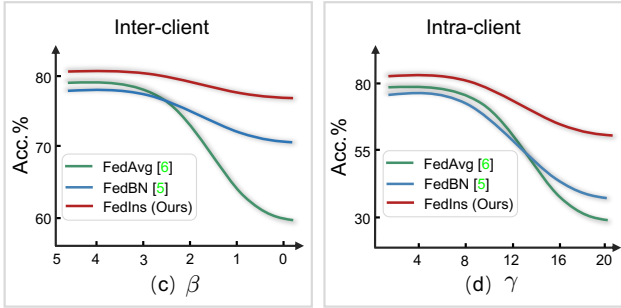 Inter-client
Acc.%
80
70
60
FedAvg [6]
FedBN [5]
FedIns (Ours)
5 4 3 2 1 0
(c) β
Intra-client
Acc.%
80
55
30
FedAvg [6]
FedBN [5]
FedIns (Ours)
4 8 12 16 20
(d) γ